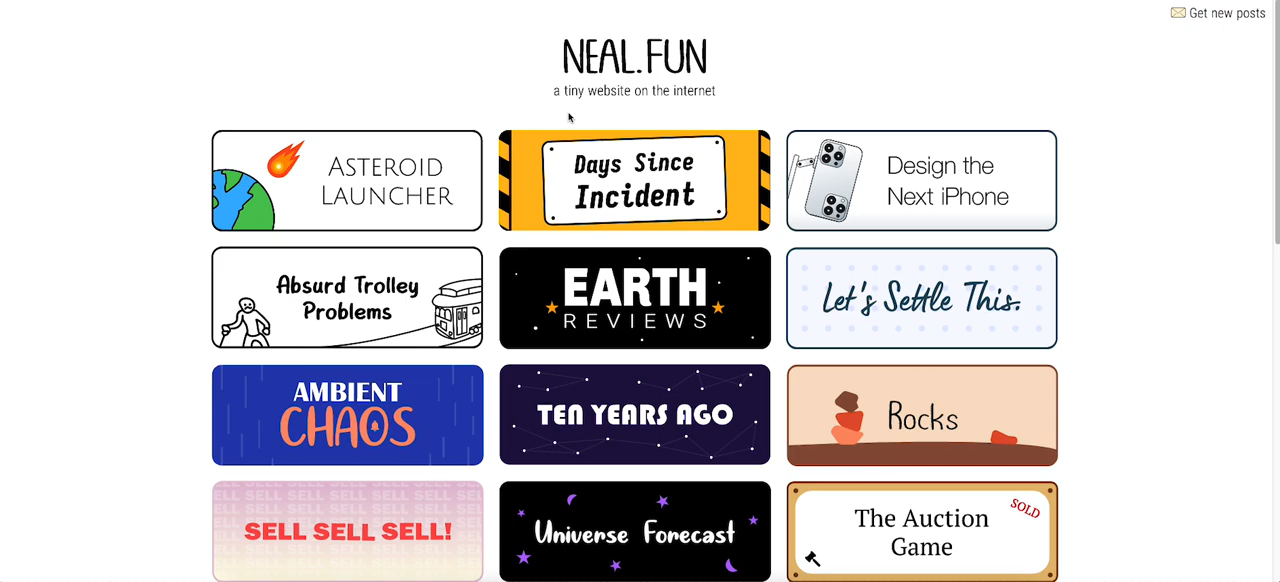 Get new posts
NEAL.FUN
a tiny website on the internet
ASTEROID
LAUNCHER
Days Since
Incident
Design the
Next iPhone
Absurd Trolley
Problems
EARTH
REVIEWS
Let's Settle This.
AMBIENT
CHAOS
TEN YEARS AGO
Rocks
SELL SELL SELL!
Universe Forecast
The Auction
Game
SOLD